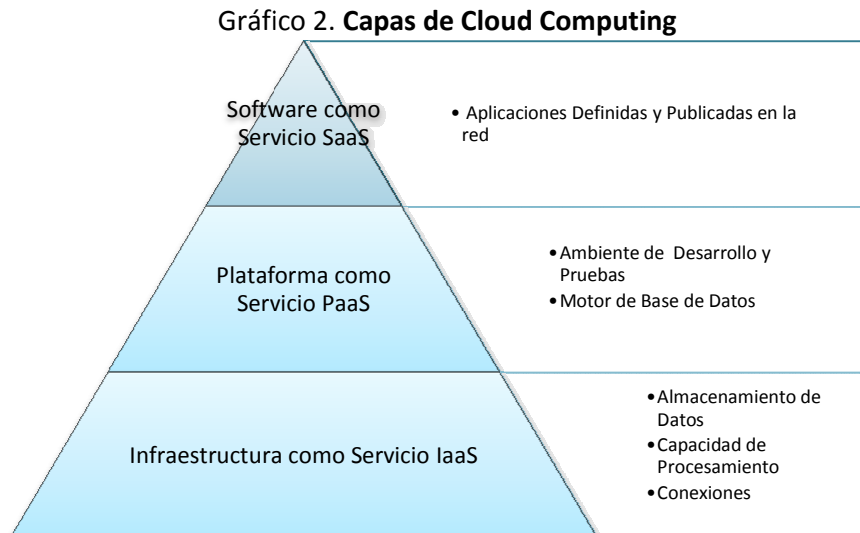 Gráfico 2. Capas de Cloud Computing
Software como
Servicio SaaS
• Aplicaciones Definidas y Publicadas en la
red
Plataforma como
Servicio PaaS
•Ambiente de Desarrollo y
Pruebas
•Motor de Base de Datos
Infraestructura como Servicio IaaS
•Almacenamiento de
Datos
•Capacidad de
Procesamiento
•Conexiones